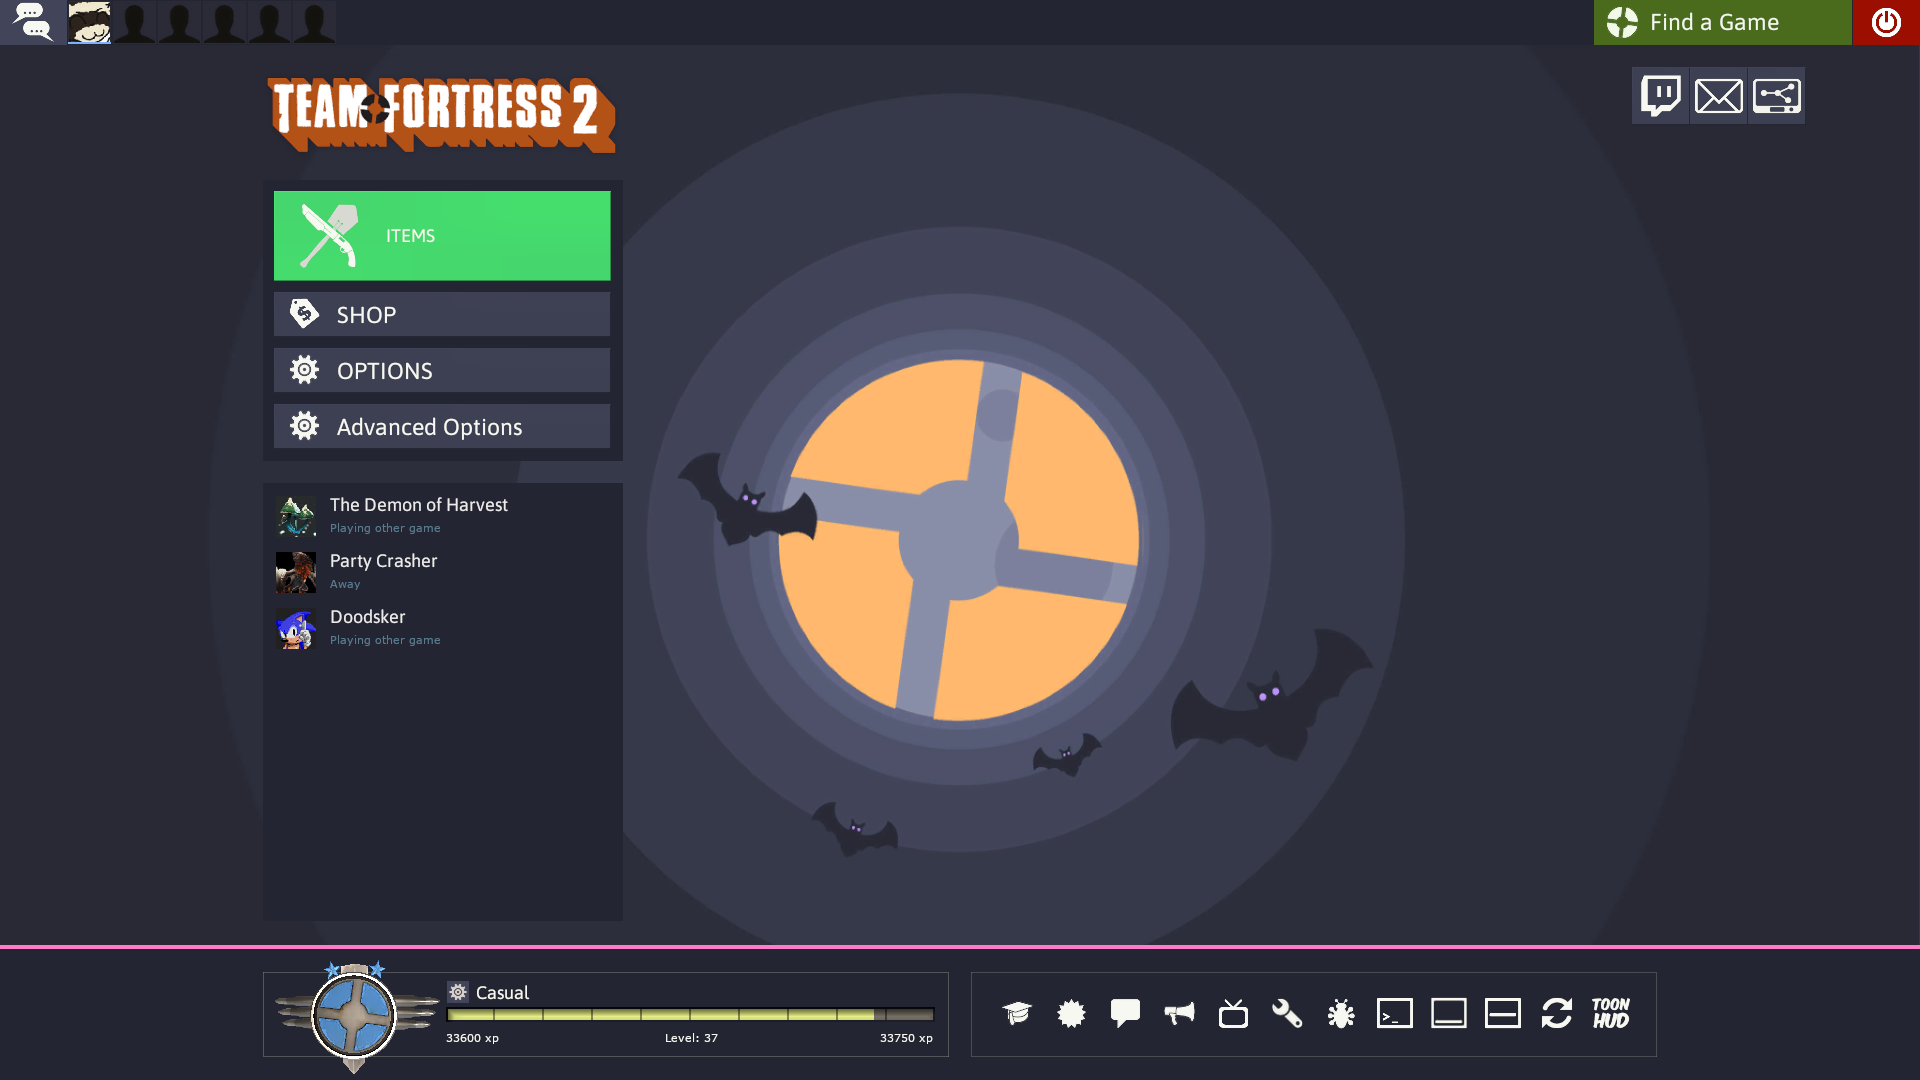 Find a Game
TEAM FORTRESS 2
ITEMS
SHOP
OPTIONS
Advanced Options
The Demon of Harvest
Playing other game
Party Crasher
Away
Doodsker
Playing other game
Casual
33600 xp
Level: 37
33750 xp
TOON
HUD